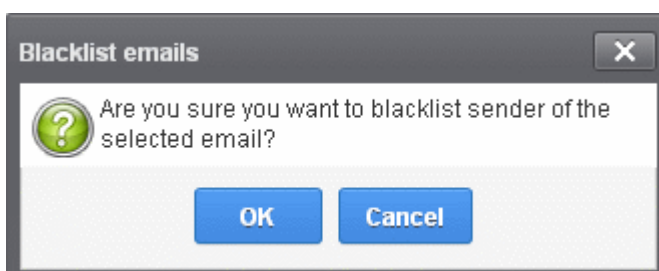 Blacklist emails
Are you sure you want to blacklist sender of the
selected email?
OK Cancel